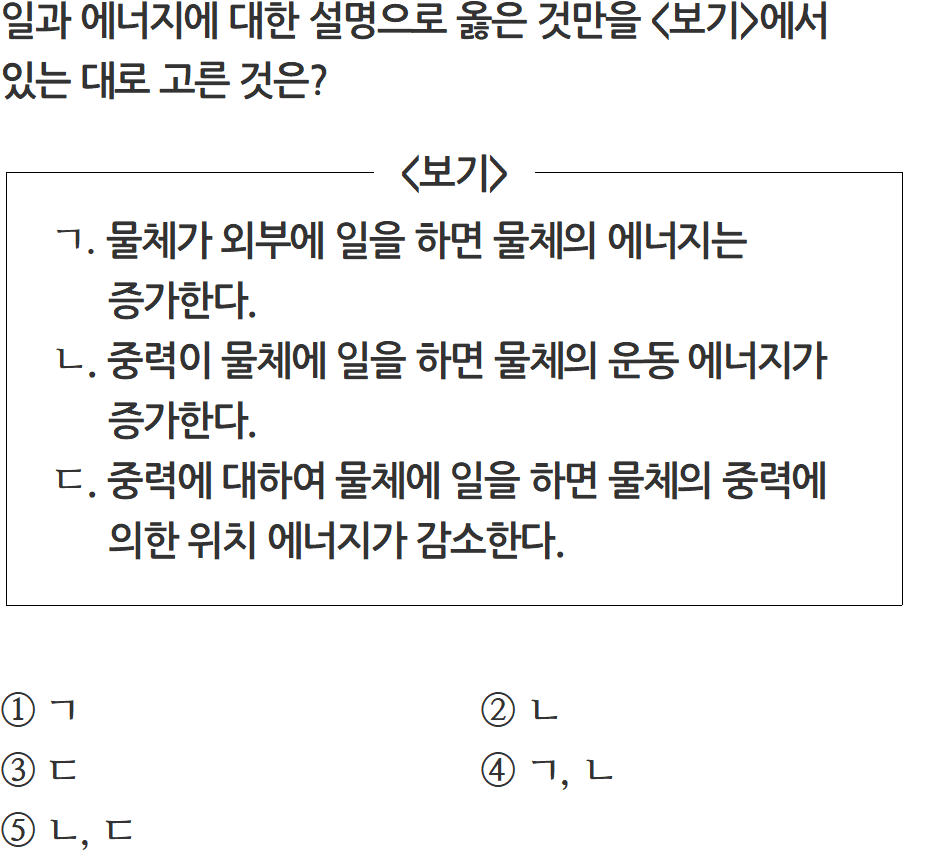 일과 에너지에 대한 설명으로 옳은 것만을 <보기>에서
있는 대로 고른 것은?
<보기>
ㄱ. 물체가 외부에 일을 하면 물체의 에너지는
증가한다.
ㄴ. 중력이 물체에 일을 하면 물체의 운동 에너지가
증가한다.
ㄷ. 중력에 대하여 물체에 일을 하면 물체의 중력에
의한 위치 에너지가 감소한다.
① ㄱ ② ㄴ
③ ㄷ ④ ㄱ, ㄴ
⑤ ㄴ, ㄷ